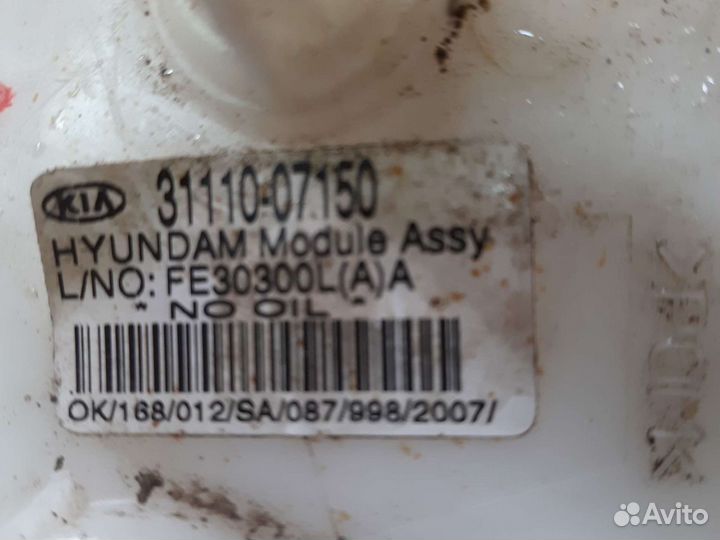 KIA 31110-07150
HYUNDAM Module Assy
L/NO: FE30300L(A)A
* NO OIL *
OK/168/012/SA/087/998/2007/
Avito